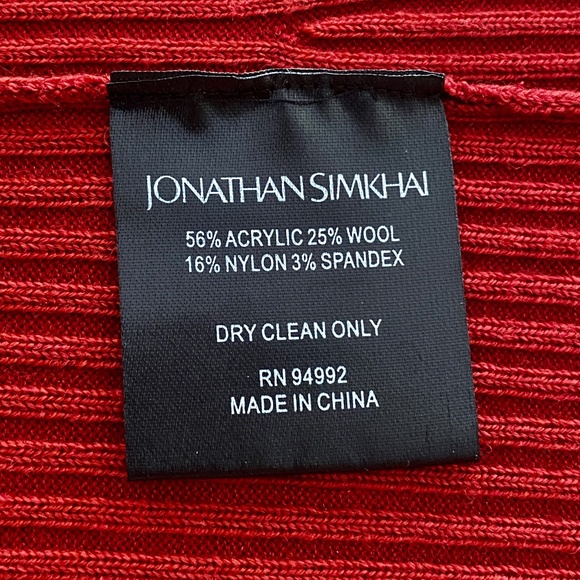 JONATHAN SIMKHAI
56% ACRYLIC 25% WOOL
16% NYLON 3% SPANDEX
DRY CLEAN ONLY
RN 94992
MADE IN CHINA